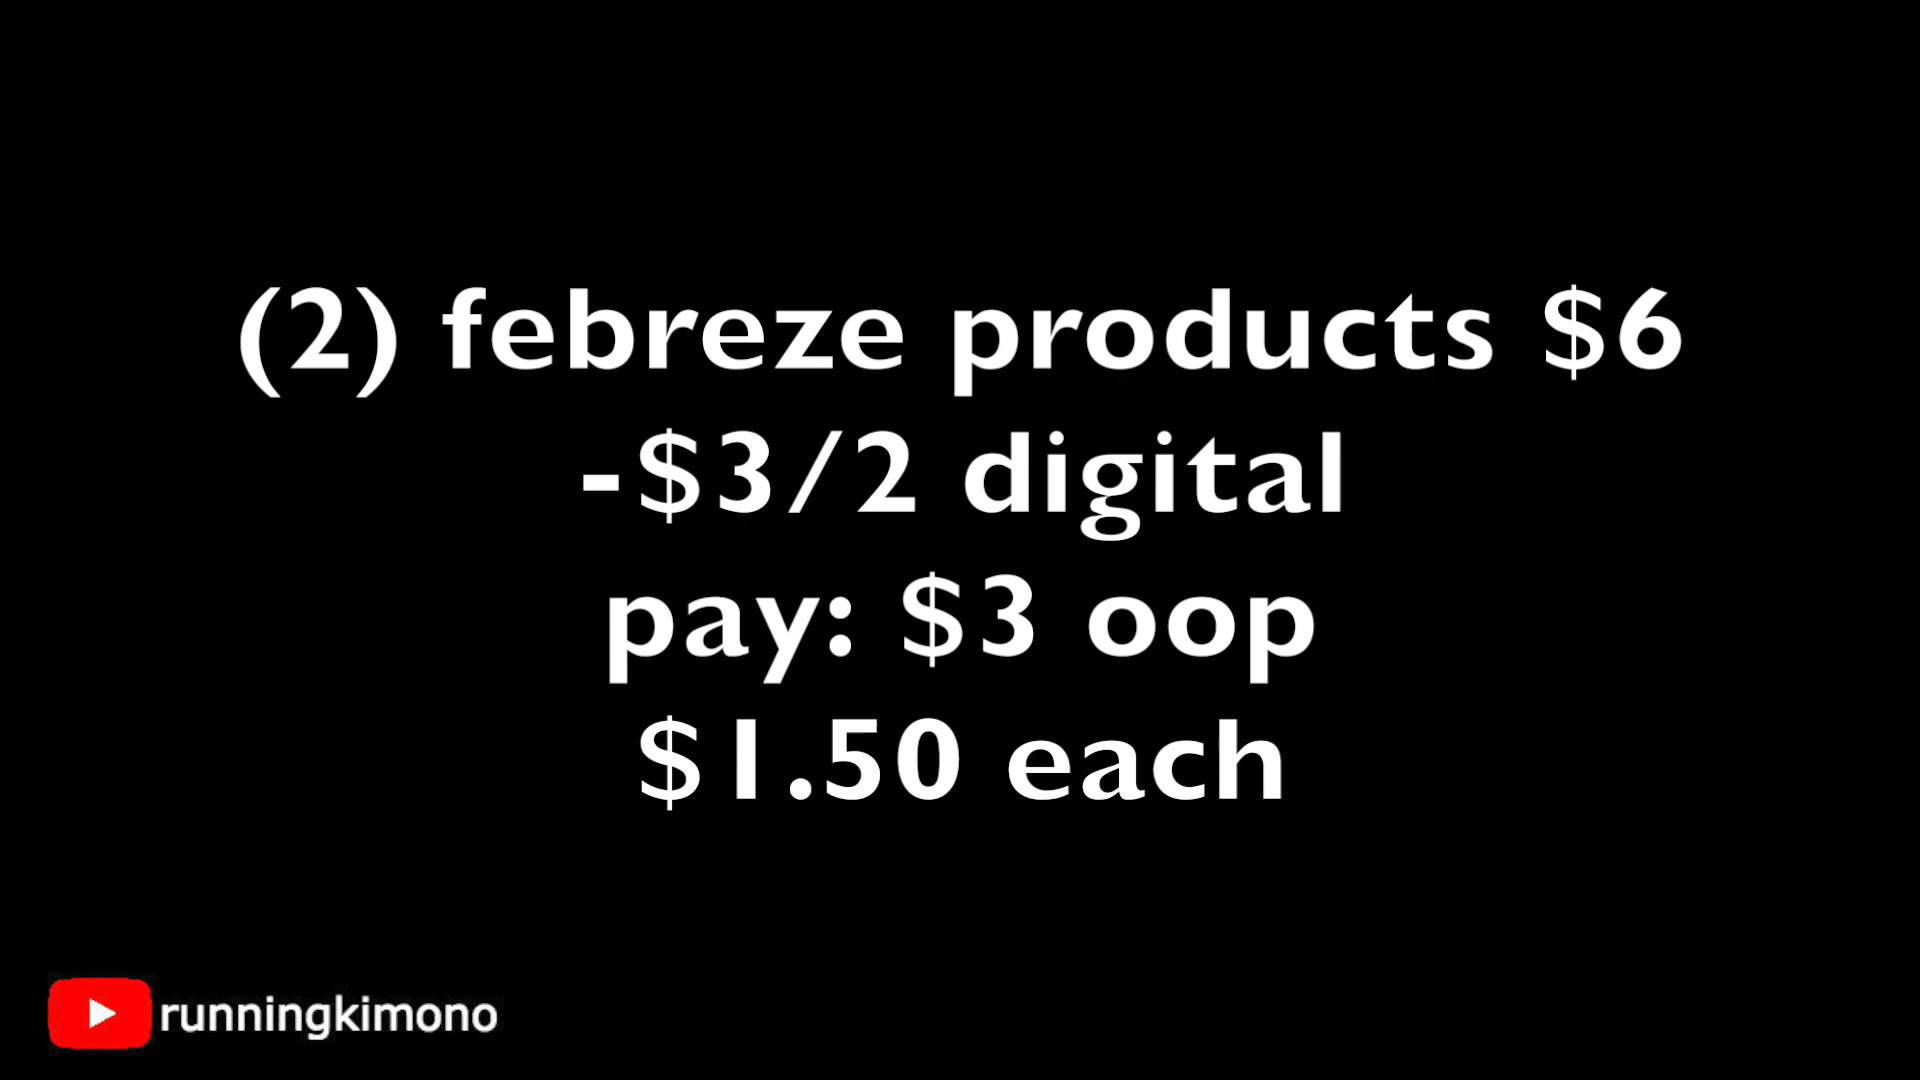 (2) febreze products $6
-$3/2 digital
pay: $3 oop
$1.50 each
runningkimono